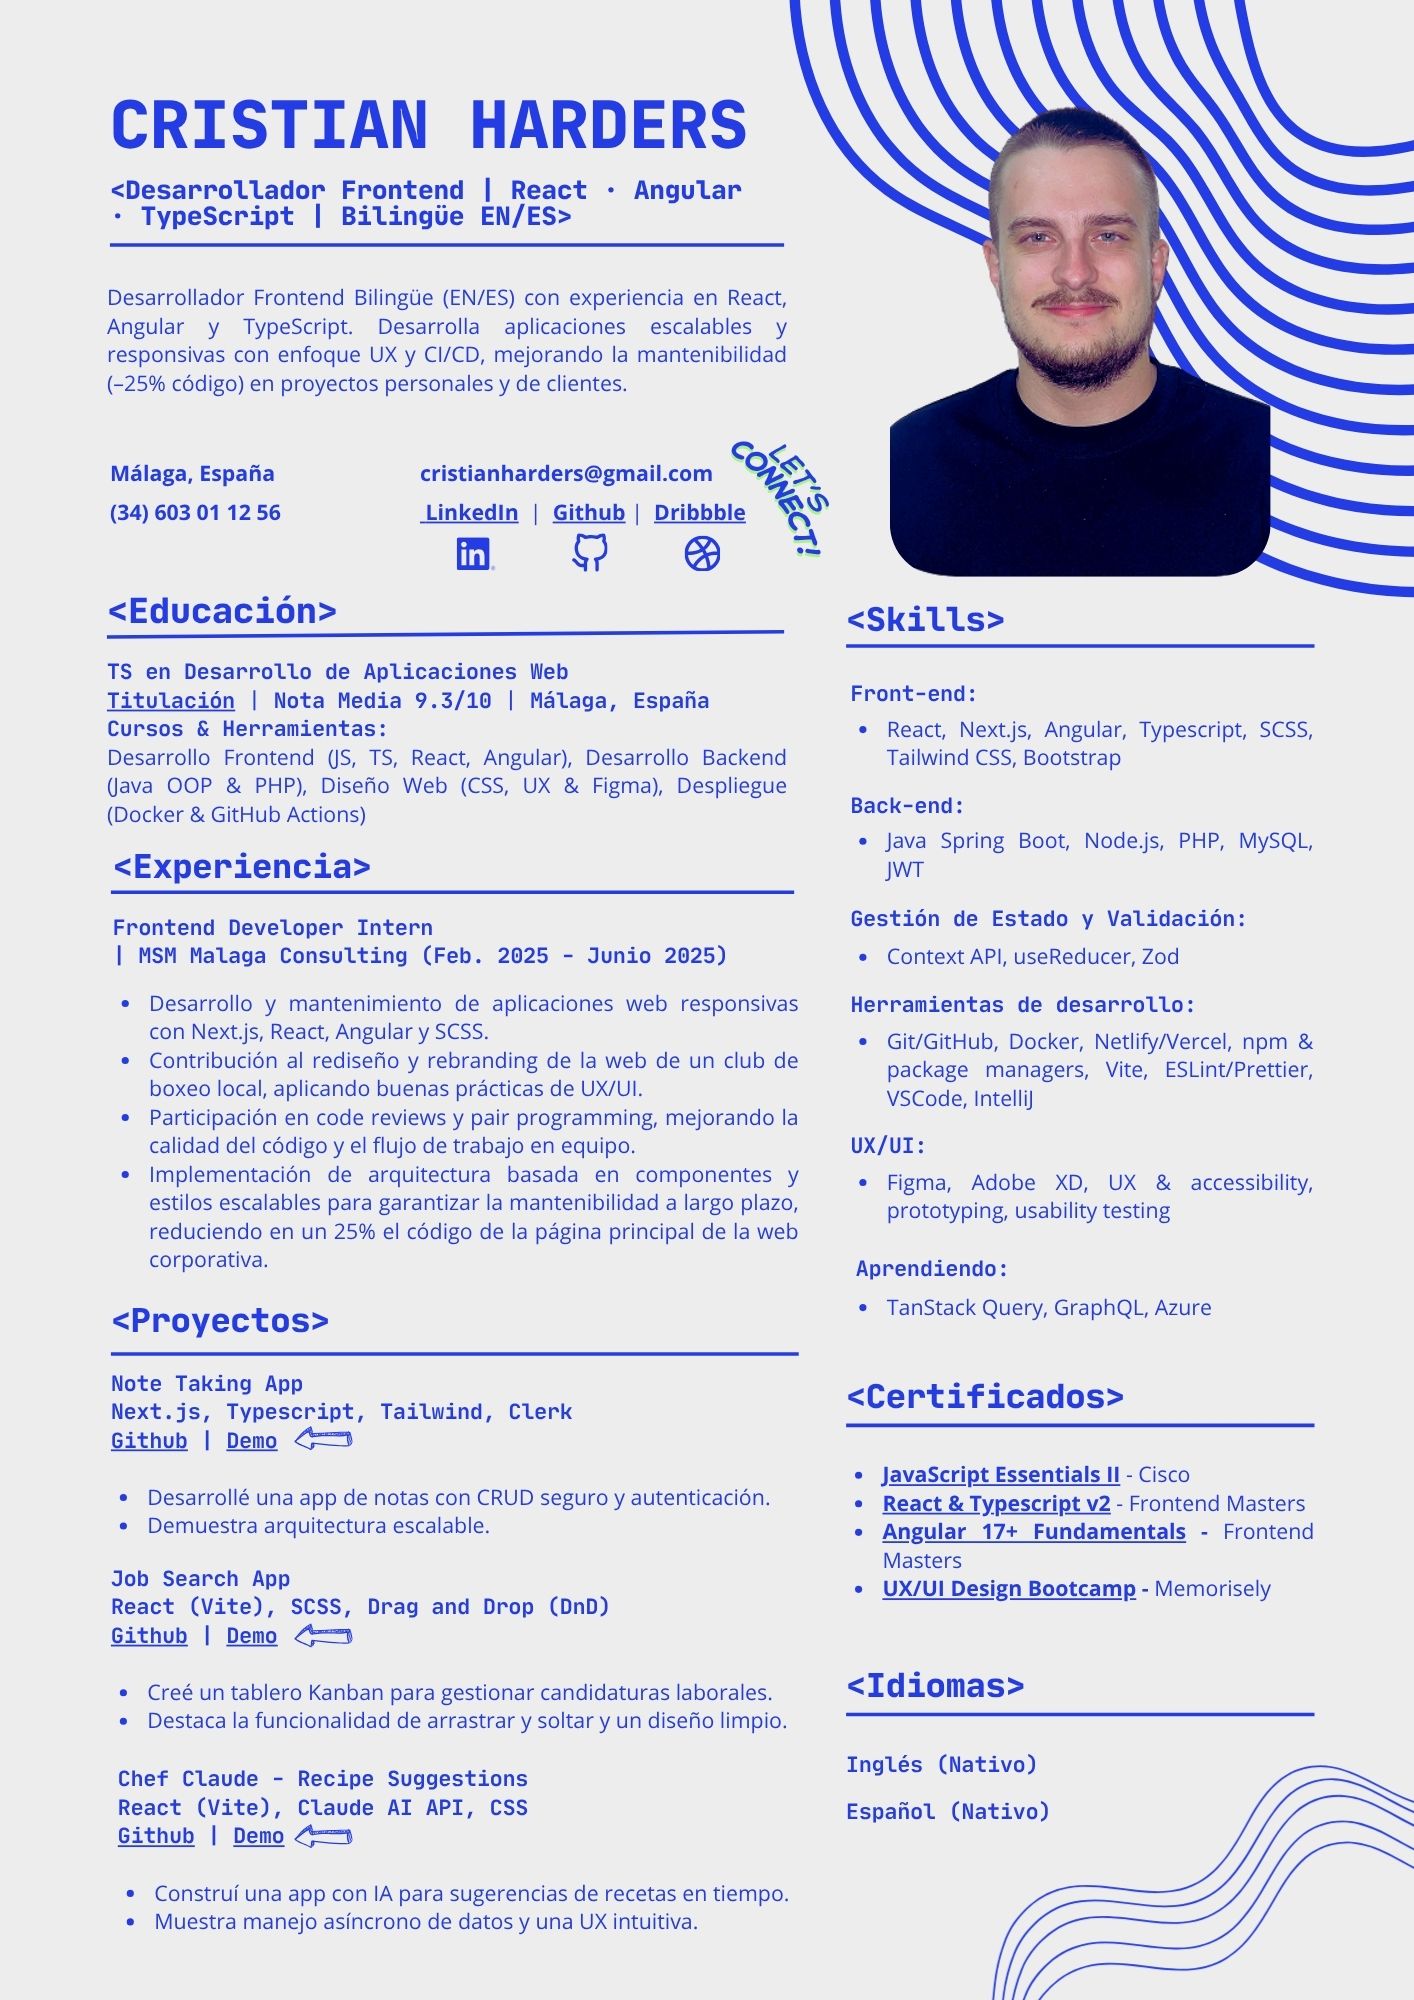 CRISTIAN HARDERS
<Desarrollador Frontend | React · Angular
· TypeScript | Bilingüe EN/ES>
Desarrollador Frontend Bilingüe (EN/ES) con experiencia en React,
Angular y TypeScript. Desarrolla aplicaciones escalables y
responsivas con enfoque UX y CI/CD, mejorando la mantenibilidad
(–25% código) en proyectos personales y de clientes.
Málaga, España
(34) 603 01 12 56
cristianharders@gmail.com
LinkedIn | Github | Dribbble
in
LET'S
CONNECT!
<Educación>
TS en Desarrollo de Aplicaciones Web
Titulación | Nota Media 9.3/10 | Málaga, España
Cursos & Herramientas:
Desarrollo Frontend (JS, TS, React, Angular), Desarrollo Backend
(Java OOP & PHP), Diseño Web (CSS, UX & Figma), Despliegue
(Docker & GitHub Actions)
<Experiencia>
Frontend Developer Intern
| MSM Malaga Consulting (Feb. 2025 - Junio 2025)
• Desarrollo y mantenimiento de aplicaciones web responsivas
con Next.js, React, Angular y SCSS.
• Contribución al rediseño y rebranding de la web de un club de
boxeo local, aplicando buenas prácticas de UX/UI.
• Participación en code reviews y pair programming, mejorando la
calidad del código y el flujo de trabajo en equipo.
• Implementación de arquitectura basada en componentes y
estilos escalables para garantizar la mantenibilidad a largo plazo,
reduciendo en un 25% el código de la página principal de la web
corporativa.
<Proyectos>
Note Taking App
Next.js, Typescript, Tailwind, Clerk
Github | Demo
• Desarrollé una app de notas con CRUD seguro y autenticación.
• Demuestra arquitectura escalable.
Job Search App
React (Vite), SCSS, Drag and Drop (DnD)
Github | Demo
• Creé un tablero Kanban para gestionar candidaturas laborales.
• Destaca la funcionalidad de arrastrar y soltar y un diseño limpio.
Chef Claude – Recipe Suggestions
React (Vite), Claude AI API, CSS
Github | Demo
• Construí una app con IA para sugerencias de recetas en tiempo.
• Muestra manejo asíncrono de datos y una UX intuitiva.
<Skills>
Front-end:
• React, Next.js, Angular, Typescript, SCSS,
Tailwind CSS, Bootstrap
Back-end:
• Java Spring Boot, Node.js, PHP, MySQL,
JWT
Gestión de Estado y Validación:
• Context API, useReducer, Zod
Herramientas de desarrollo:
• Git/GitHub, Docker, Netlify/Vercel, npm &
package managers, Vite, ESLint/Prettier,
VSCode, IntelliJ
UX/UI:
• Figma, Adobe XD, UX & accessibility,
prototyping, usability testing
Aprendiendo:
• TanStack Query, GraphQL, Azure
<Certificados>
• JavaScript Essentials II - Cisco
• React & Typescript v2 - Frontend Masters
• Angular 17+ Fundamentals - Frontend
Masters
• UX/UI Design Bootcamp - Memorisely
<Idiomas>
Inglés (Nativo)
Español (Nativo)